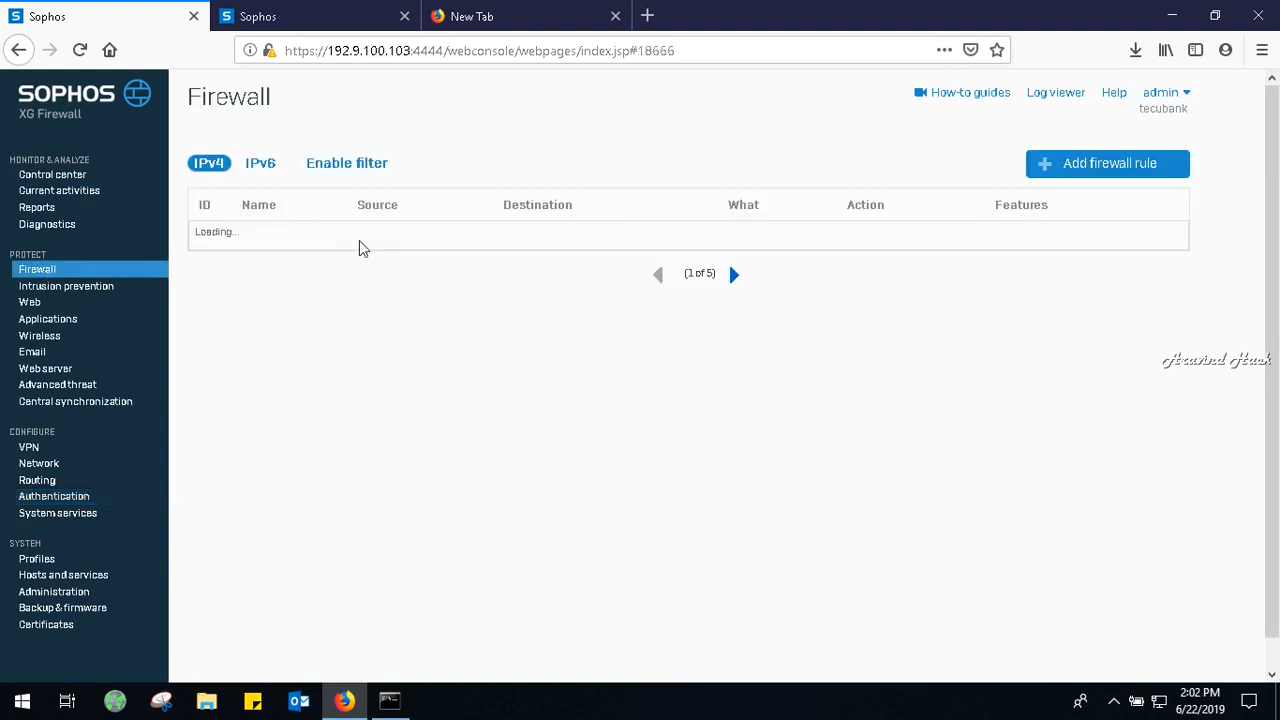 Sophos
Sophos
New Tab
https://192.9.100.103:4444/webconsole/webpages/index.jsp#18666
SOPHOS
XG Firewall
MONITOR & ANALYZE
Control center
Current activities
Reports
Diagnostics
PROTECT
Firewall
Intrusion prevention
Web
Applications
Wireless
Email
Web server
Advanced threat
Central synchronization
CONFIGURE
VPN
Network
Routing
Authentication
System services
SYSTEM
Profiles
Hosts and services
Administration
Backup & firmware
Certificates
Firewall
How-to guides Log viewer Help admin
tecubank
IPv4 IPv6 Enable filter
Add firewall rule
ID Name Source Destination What Action Features
Loading...
(1 of 5)
Aravind Hack
2:02 PM
6/22/2019